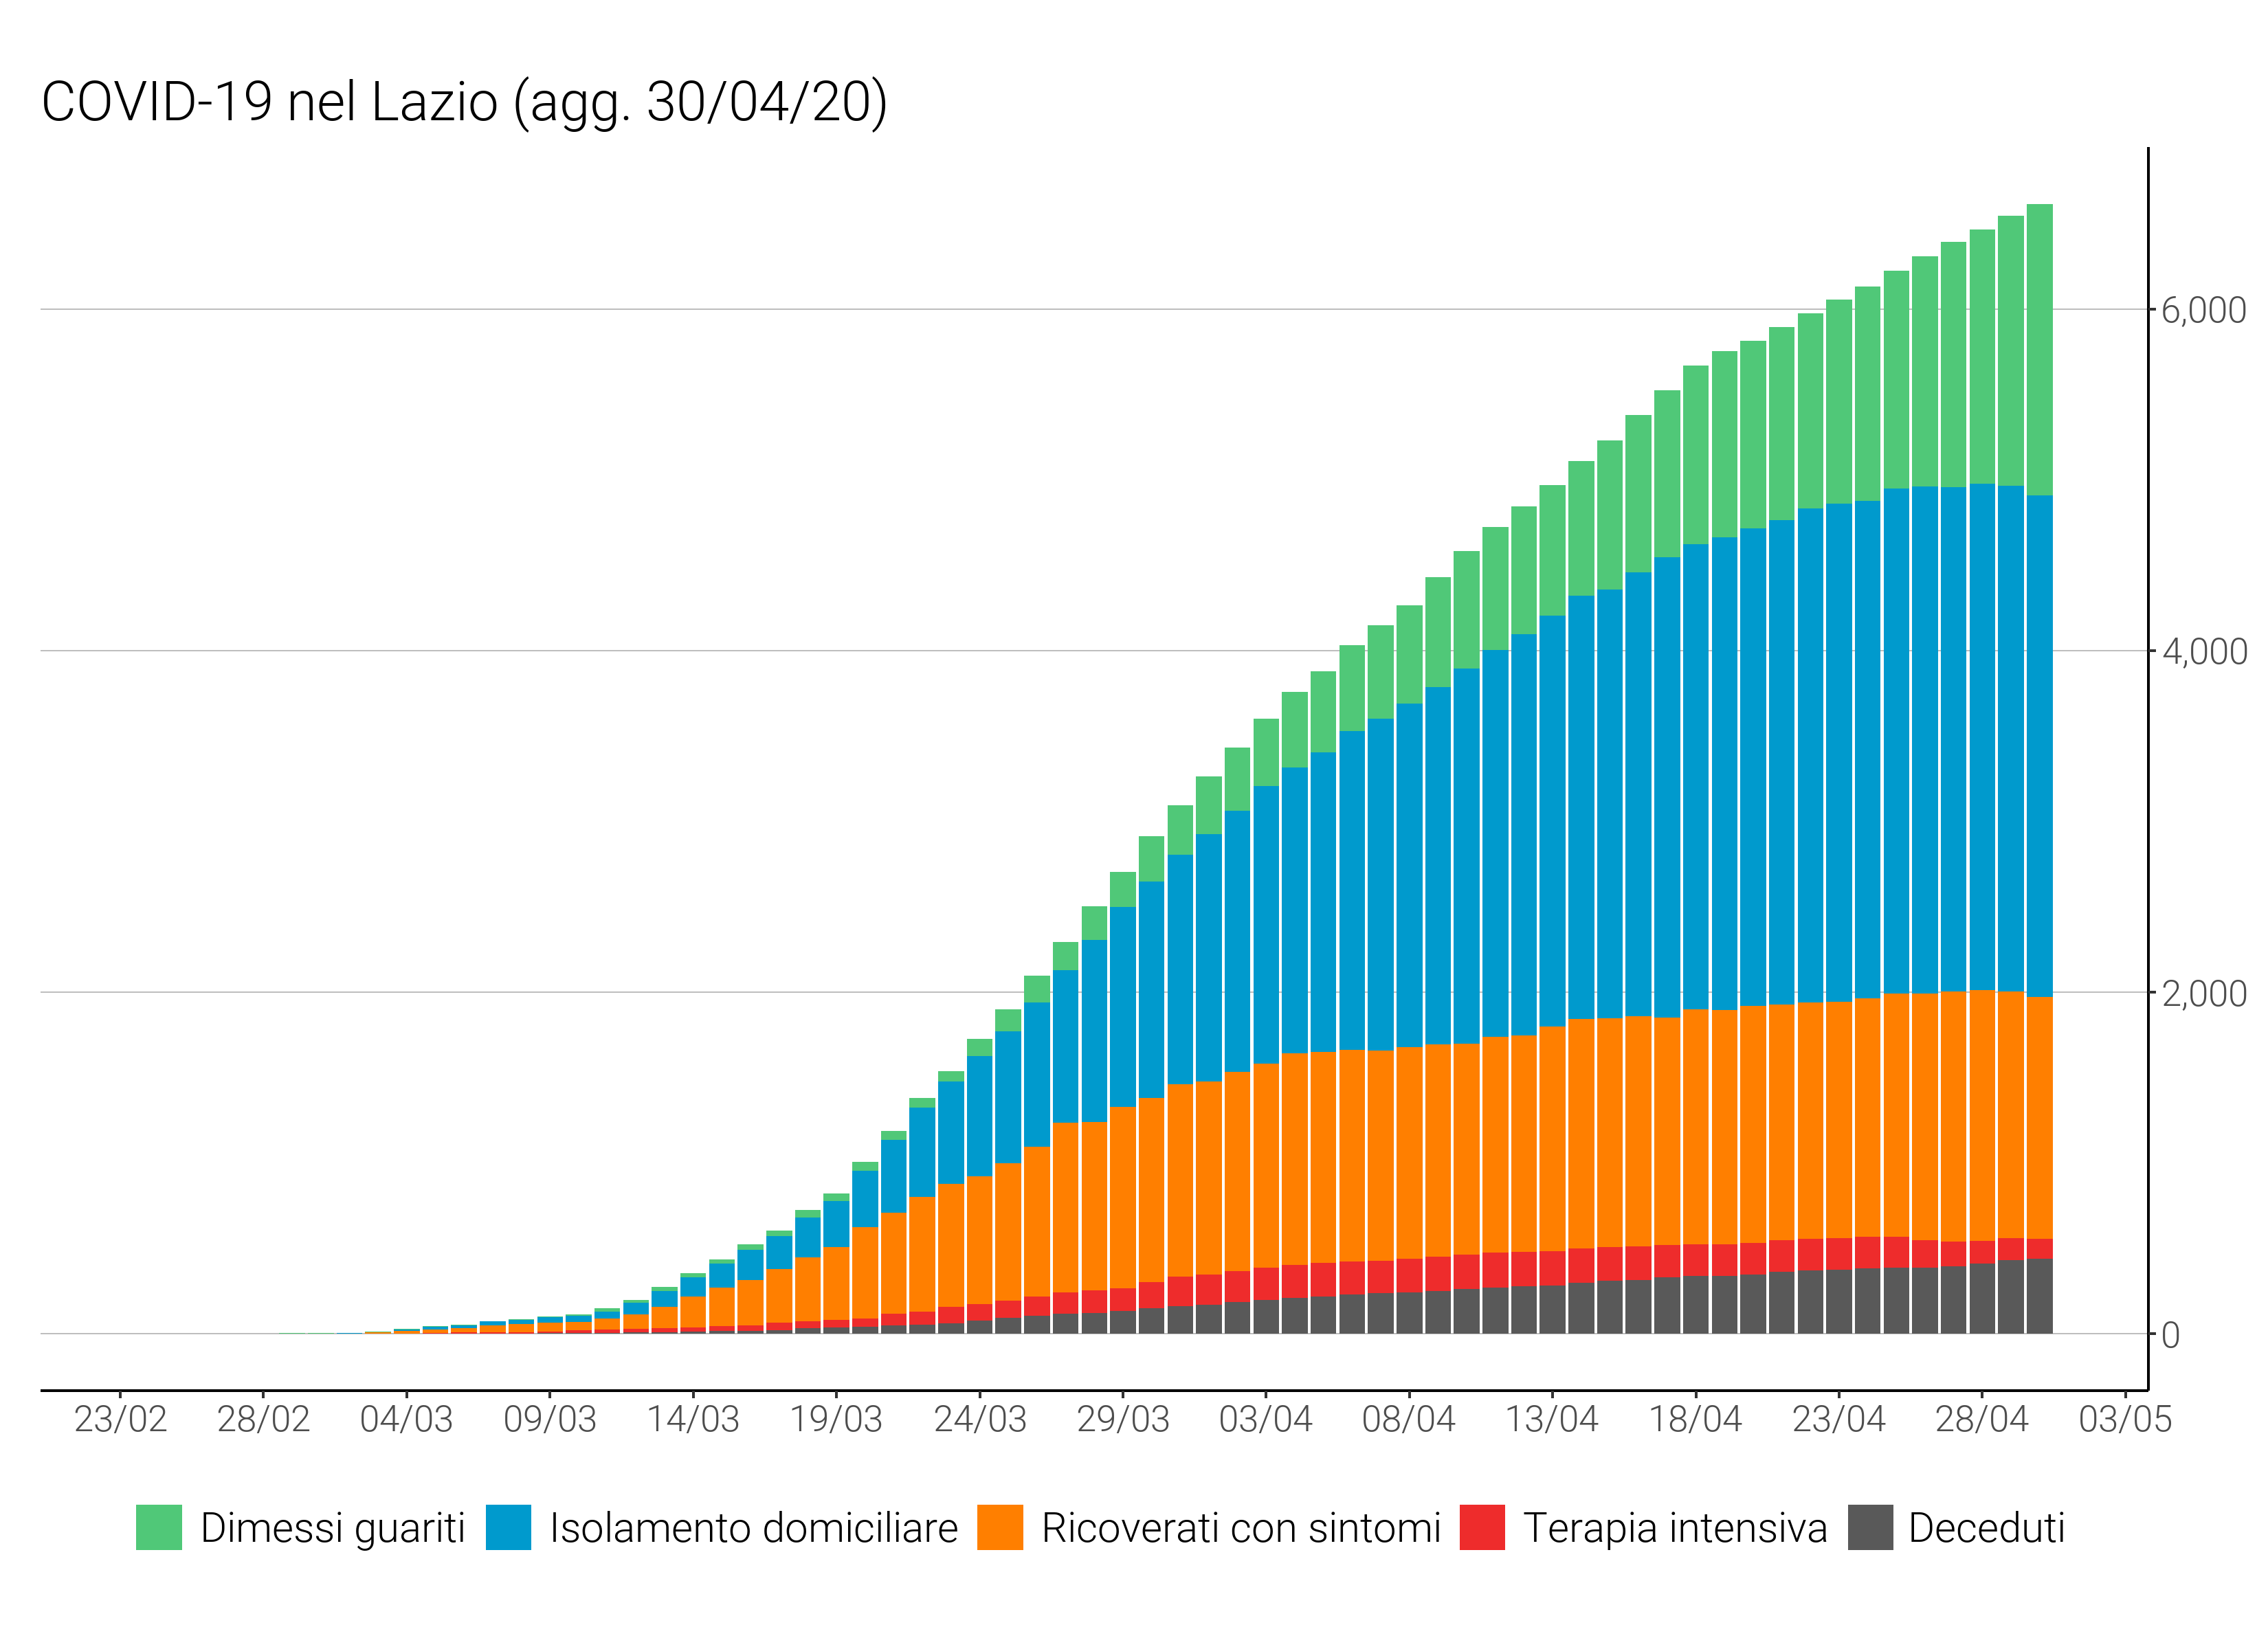 COVID-19 nel Lazio (agg. 30/04/20)
6,000
4,000
2,000
0
23/02 28/02 04/03 09/03 14/03 19/03 24/03 29/03 03/04 08/04 13/04 18/04 23/04 28/04 03/05
Dimessi guariti Isolamento domiciliare Ricoverati con sintomi Terapia intensiva Deceduti